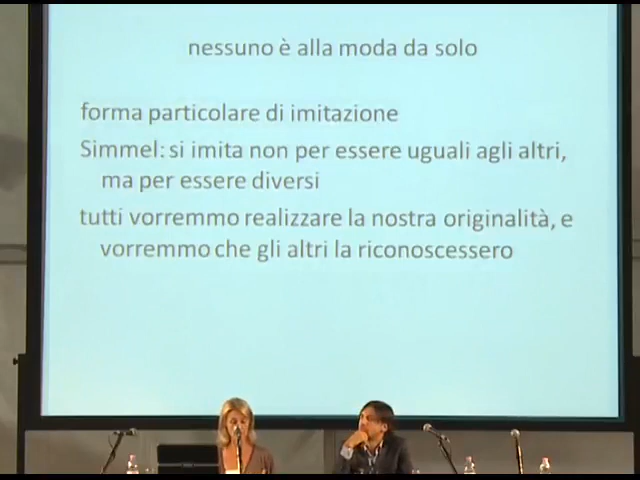 nessuno è alla moda da solo
forma particolare di imitazione
Simmel: si imita non per essere uguali agli altri,
ma per essere diversi
tutti vorremmo realizzare la nostra originalità, e
vorremmo che gli altri la riconoscessero